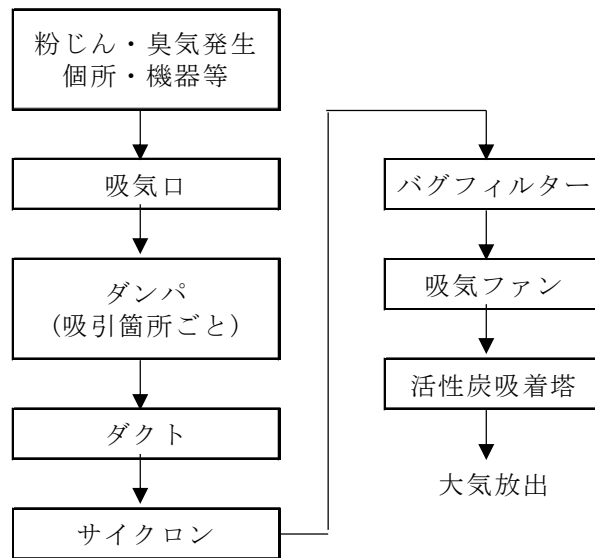 粉じん・臭気発生
個所・機器等
吸気口
ダンパ
(吸引箇所ごと)
ダクト
サイクロン
バグフィルター
吸気ファン
活性炭吸着塔
大気放出